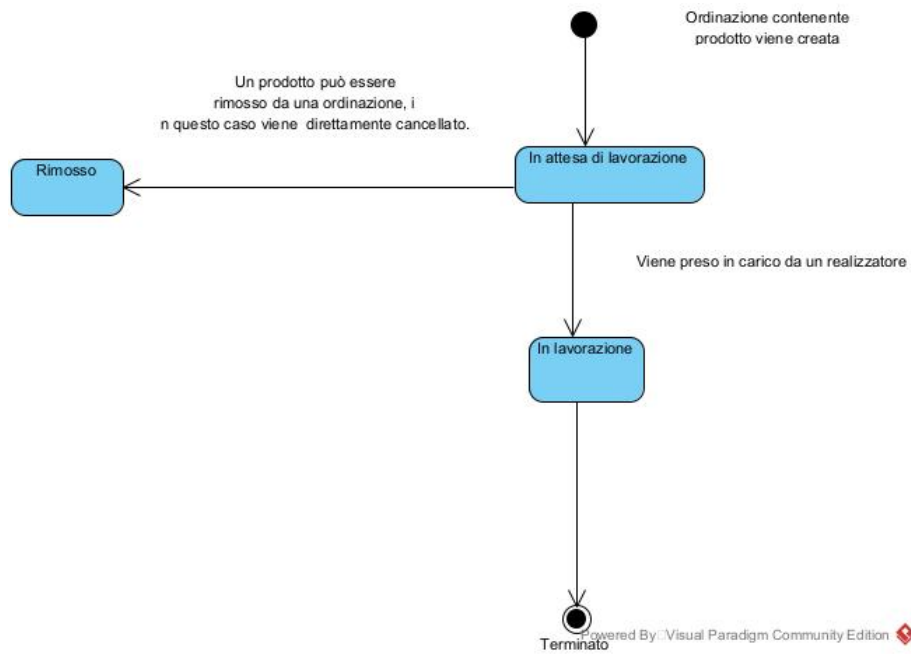 Ordinazione contenente
prodotto viene creata
Un prodotto può essere
rimosso da una ordinazione, i
n questo caso viene direttamente cancellato.
In attesa di lavorazione
Rimosso
Viene preso in carico da un realizzatore
In lavorazione
Terminato
Powered By Visual Paradigm Community Edition